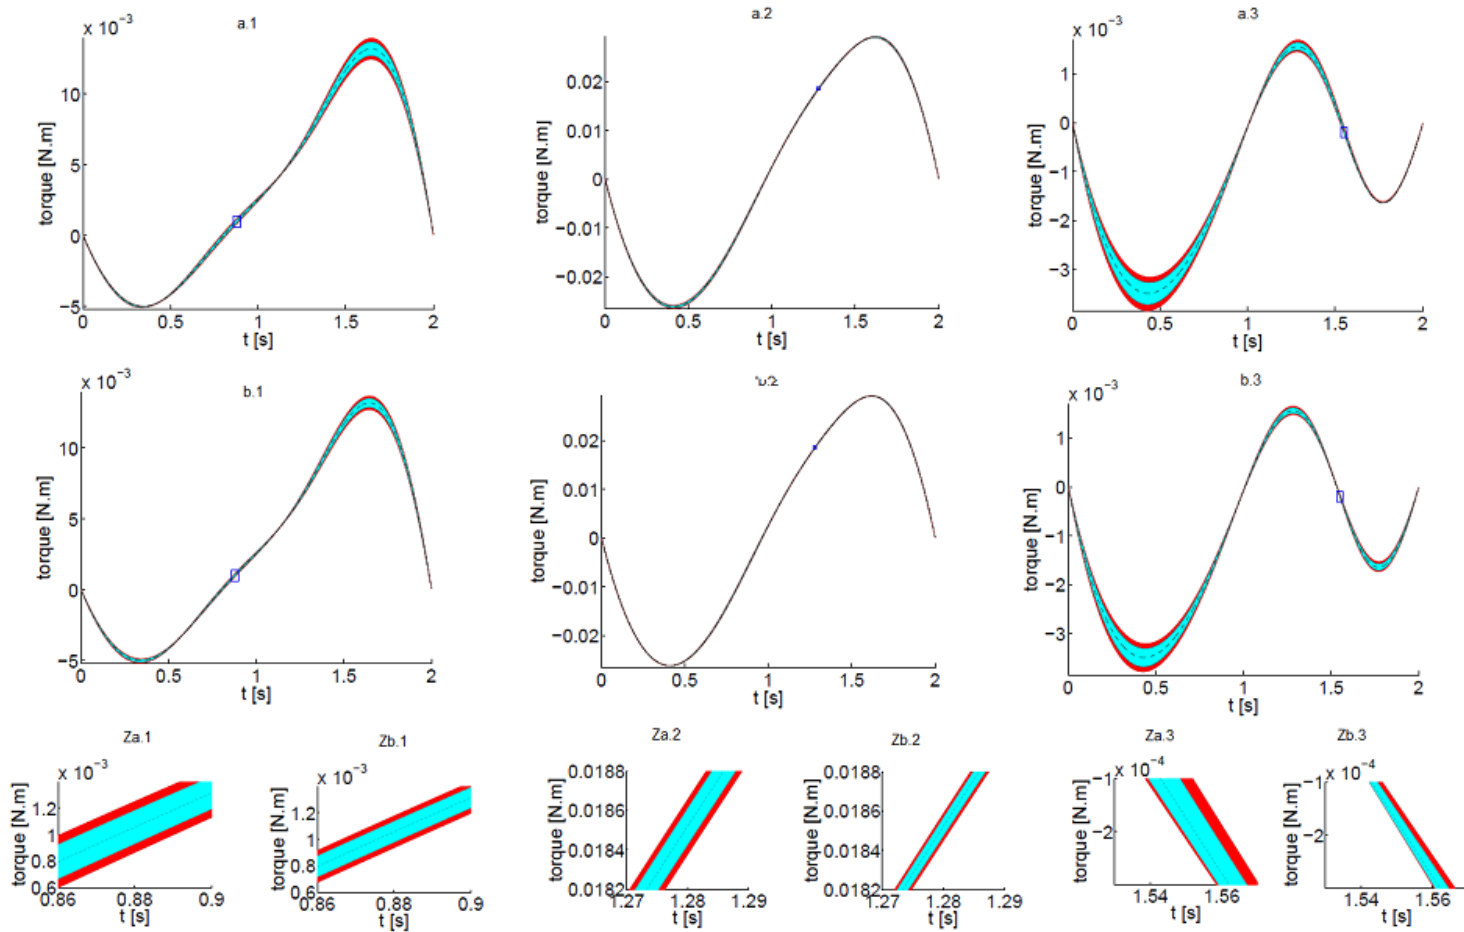 a.1
x 10⁻³
10
5
0
−5
0
0.5
1
1.5
2
torque [N.m]
t [s]
a.2
0.02
0.01
0
−0.01
−0.02
0
0.5
1
1.5
2
torque [N.m]
t [s]
a.3
x 10⁻³
1
0
−1
−2
−3
0
0.5
1
1.5
2
torque [N.m]
t [s]
b.1
x 10⁻³
10
5
0
−5
0
0.5
1
1.5
2
torque [N.m]
t [s]
0.02
0.01
0
−0.01
−0.02
0
0.5
1
1.5
2
torque [N.m]
t [s]
b.3
x 10⁻³
1
0
−1
−2
−3
0
0.5
1
1.5
2
torque [N.m]
t [s]
Za.1
x 10⁻³
1.2
1
0.8
0.6
0.86
0.88
0.9
torque [N.m]
t [s]
Zb.1
x 10⁻³
1.2
1
0.8
0.6
0.86
0.88
0.9
torque [N.m]
t [s]
Za.2
0.0188
0.0186
0.0184
0.0182
1.27
1.28
1.29
torque [N.m]
t [s]
Zb.2
0.0188
0.0186
0.0184
0.0182
1.27
1.28
1.29
torque [N.m]
t [s]
Za.3
x 10⁻⁴
−1
−2
1.54
1.56
torque [N.m]
t [s]
Zb.3
x 10⁻⁴
−1
−2
1.54
1.56
torque [N.m]
t [s]